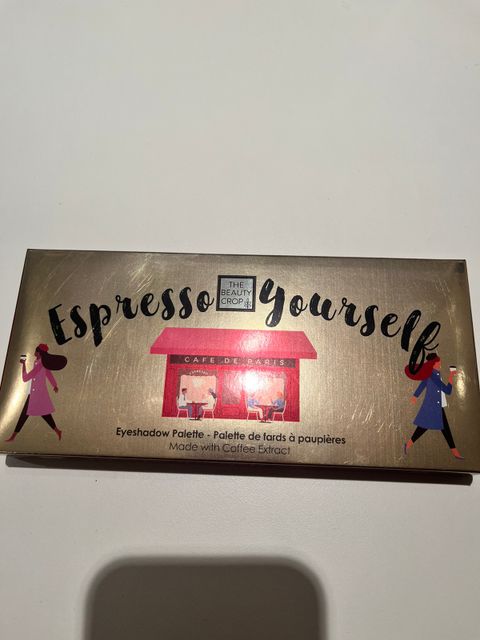 Espresso Yourself
THE
BEAUTY
CROP
CAFE DE PARIS
Eyeshadow Palette - Palette de fards à paupières
Made with Coffee Extract